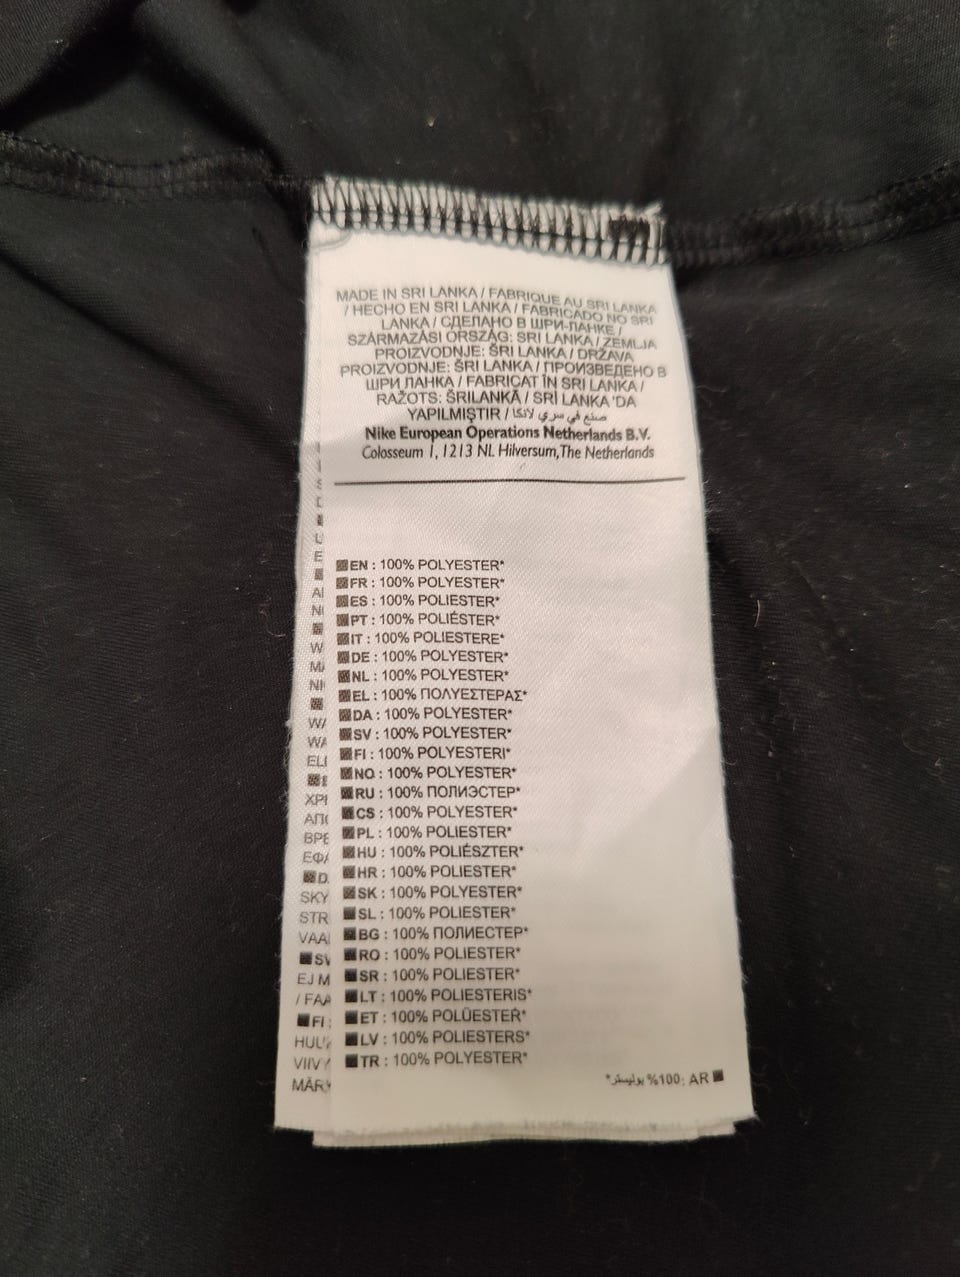 MADE IN SRI LANKA / FABRIQUE AU SRI LANKA
/ HECHO EN SRI LANKA / FABRICADO NO SRI
LANKA / СДЕЛАНО В ШРИ-ЛАНКЕ /
SZÁRMAZÁSI ORSZÁG: SRI LANKA / ZEMLJA
PROIZVODNJE: ŠRI LANKA / DRŽAVA
PROIZVODNJE: ŠRI LANKA / ПРОИЗВЕДЕНО В
ШРИ ЛАНКА / FABRICAT ÎN SRI LANKA /
RAŽOTS: ŠRILANKĀ / SRİ LANKA'DA
YAPILMIŞTIR / صنع في سري لانكا
Nike European Operations Netherlands B.V.
Colosseum 1, 1213 NL Hilversum, The Netherlands
EN : 100% POLYESTER*
FR : 100% POLYESTER*
ES : 100% POLIESTER*
PT : 100% POLIÉSTER*
IT : 100% POLIESTERE*
DE : 100% POLYESTER*
NL : 100% POLYESTER*
EL : 100% ΠΟΛΥΕΣΤΕΡΑΣ*
DA : 100% POLYESTER*
SV : 100% POLYESTER*
FI : 100% POLYESTERI*
NO : 100% POLYESTER*
RU : 100% ПОЛИЭСТЕР*
CS : 100% POLYESTER*
PL : 100% POLIESTER*
HU : 100% POLIÉSZTER*
HR : 100% POLIESTER*
SK : 100% POLYESTER*
SL : 100% POLIESTER*
BG : 100% ПОЛИЕСТЕР*
RO : 100% POLIESTER*
SR : 100% POLIESTER*
LT : 100% POLIESTERIS*
ET : 100% POLÜESTER*
LV : 100% POLIESTERS*
TR : 100% POLYESTER*
AR :100% بوليستر*